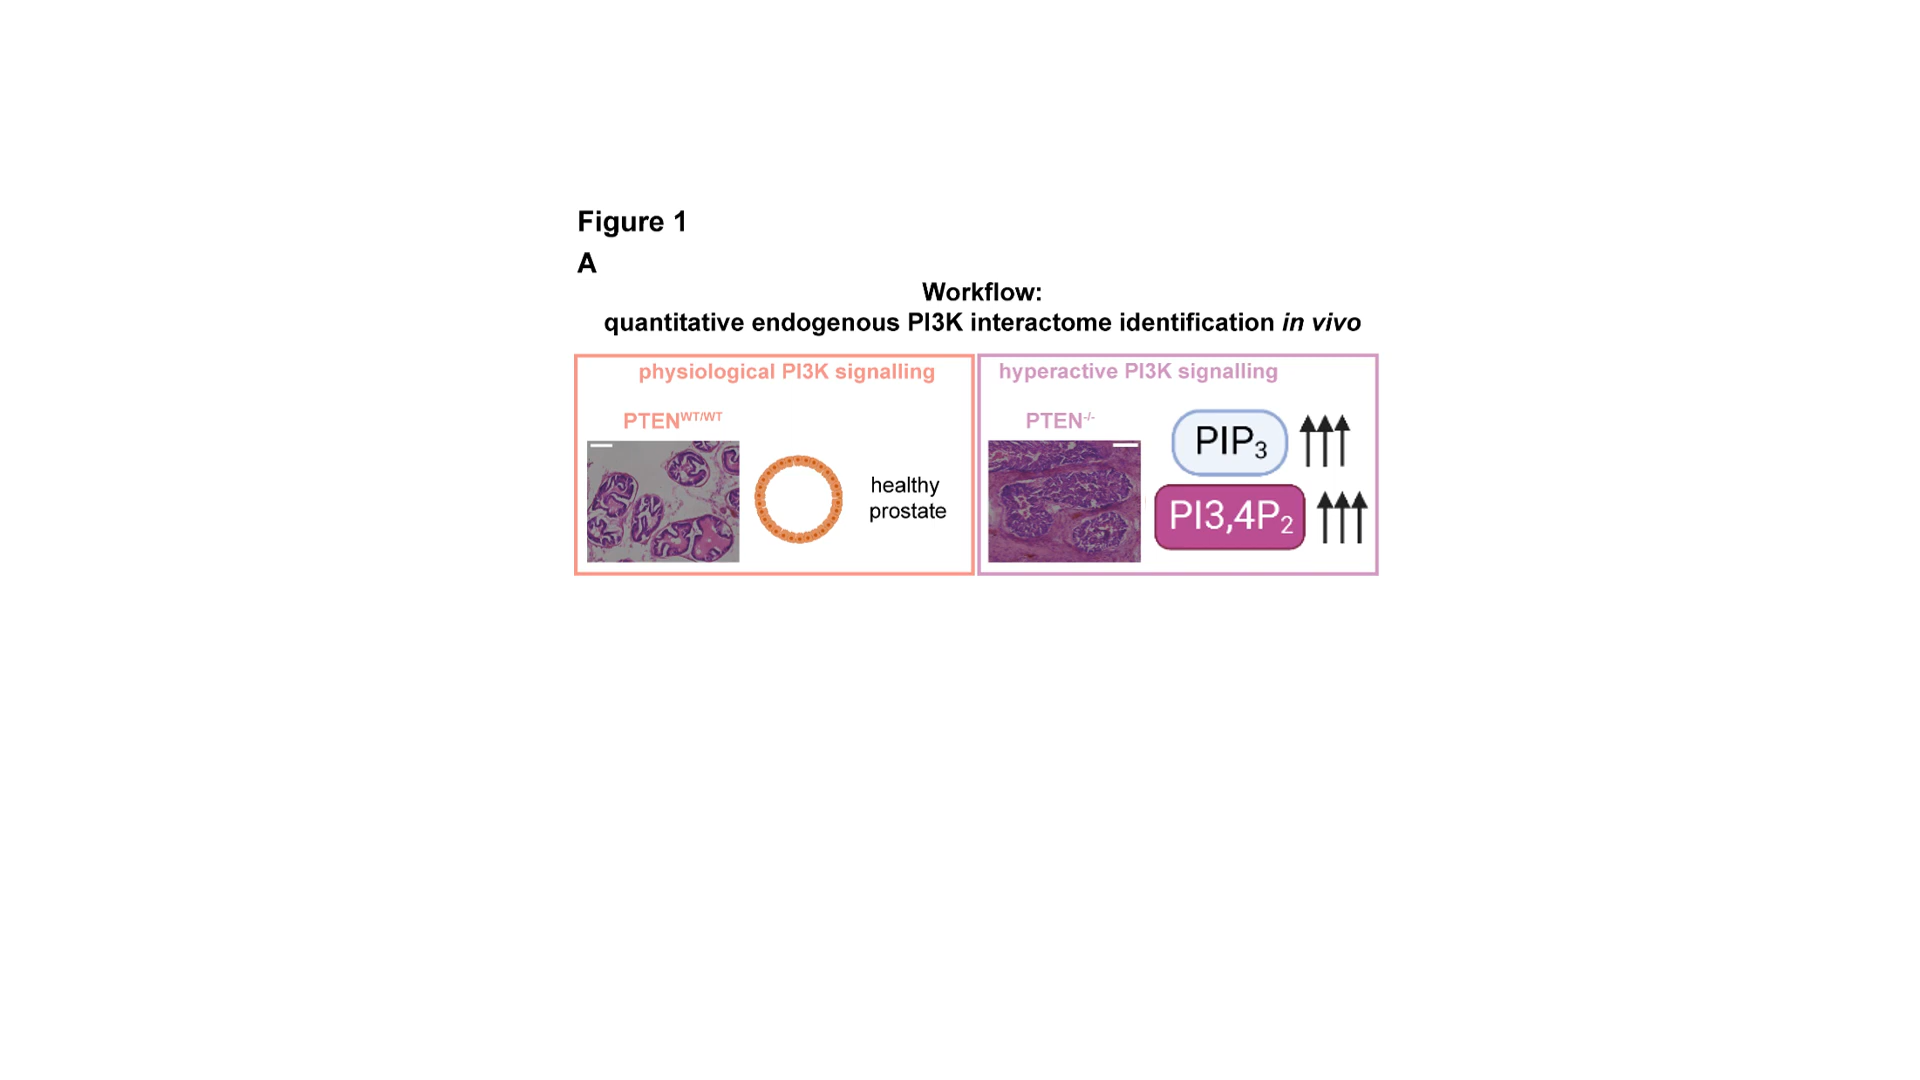 Figure 1
A
Workflow:
quantitative endogenous PI3K interactome identification in vivo
physiological PI3K signalling
PTENWT/WT
healthy
prostate
hyperactive PI3K signalling
PTEN-/-
PIP3
PI3,4P2